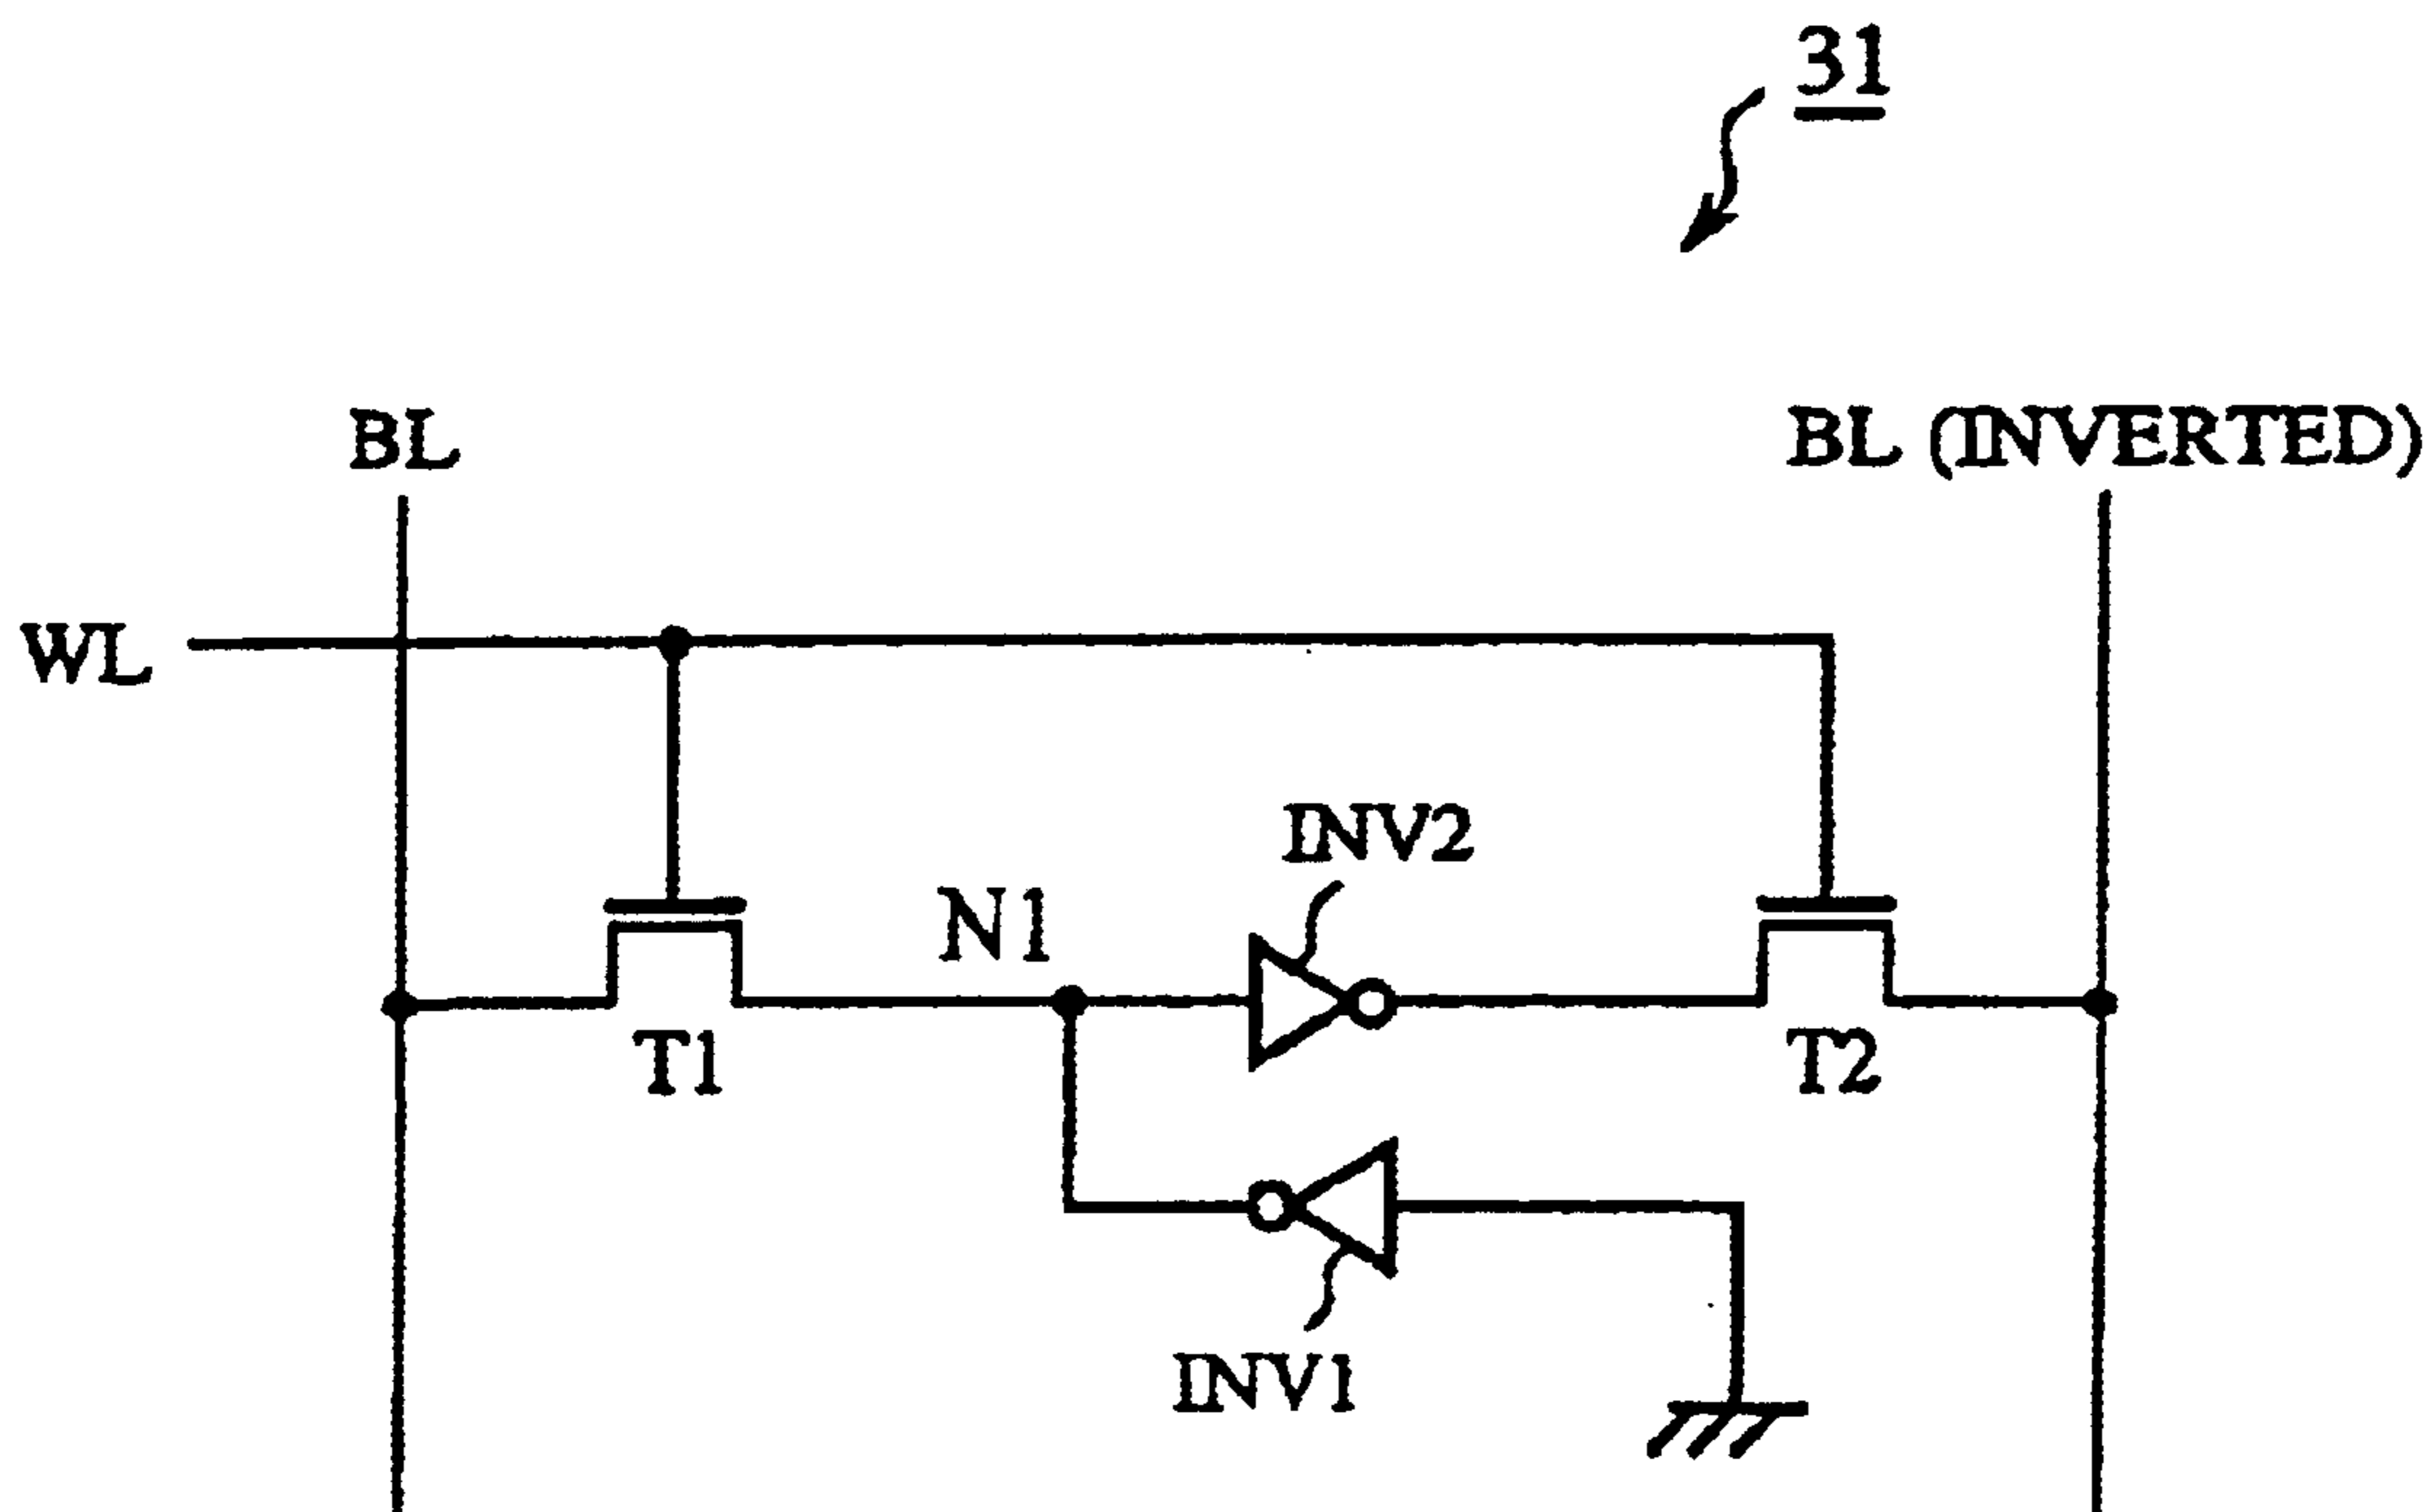 31
BL
BL (INVERTED)
WL
INV2
N1
T1
T2
INV1